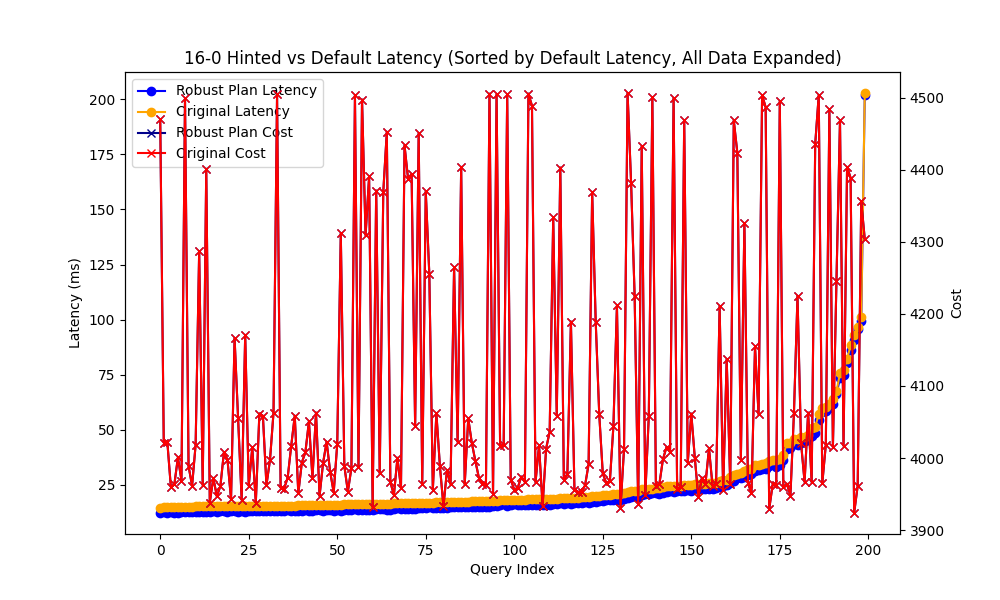 16-0 Hinted vs Default Latency (Sorted by Default Latency, All Data Expanded)
Robust Plan Latency
Original Latency
Robust Plan Cost
Original Cost
Latency (ms)
200
175
150
125
100
75
50
25
Cost
4500
4400
4300
4200
4100
4000
3900
0 25 50 75 100 125 150 175 200
Query Index